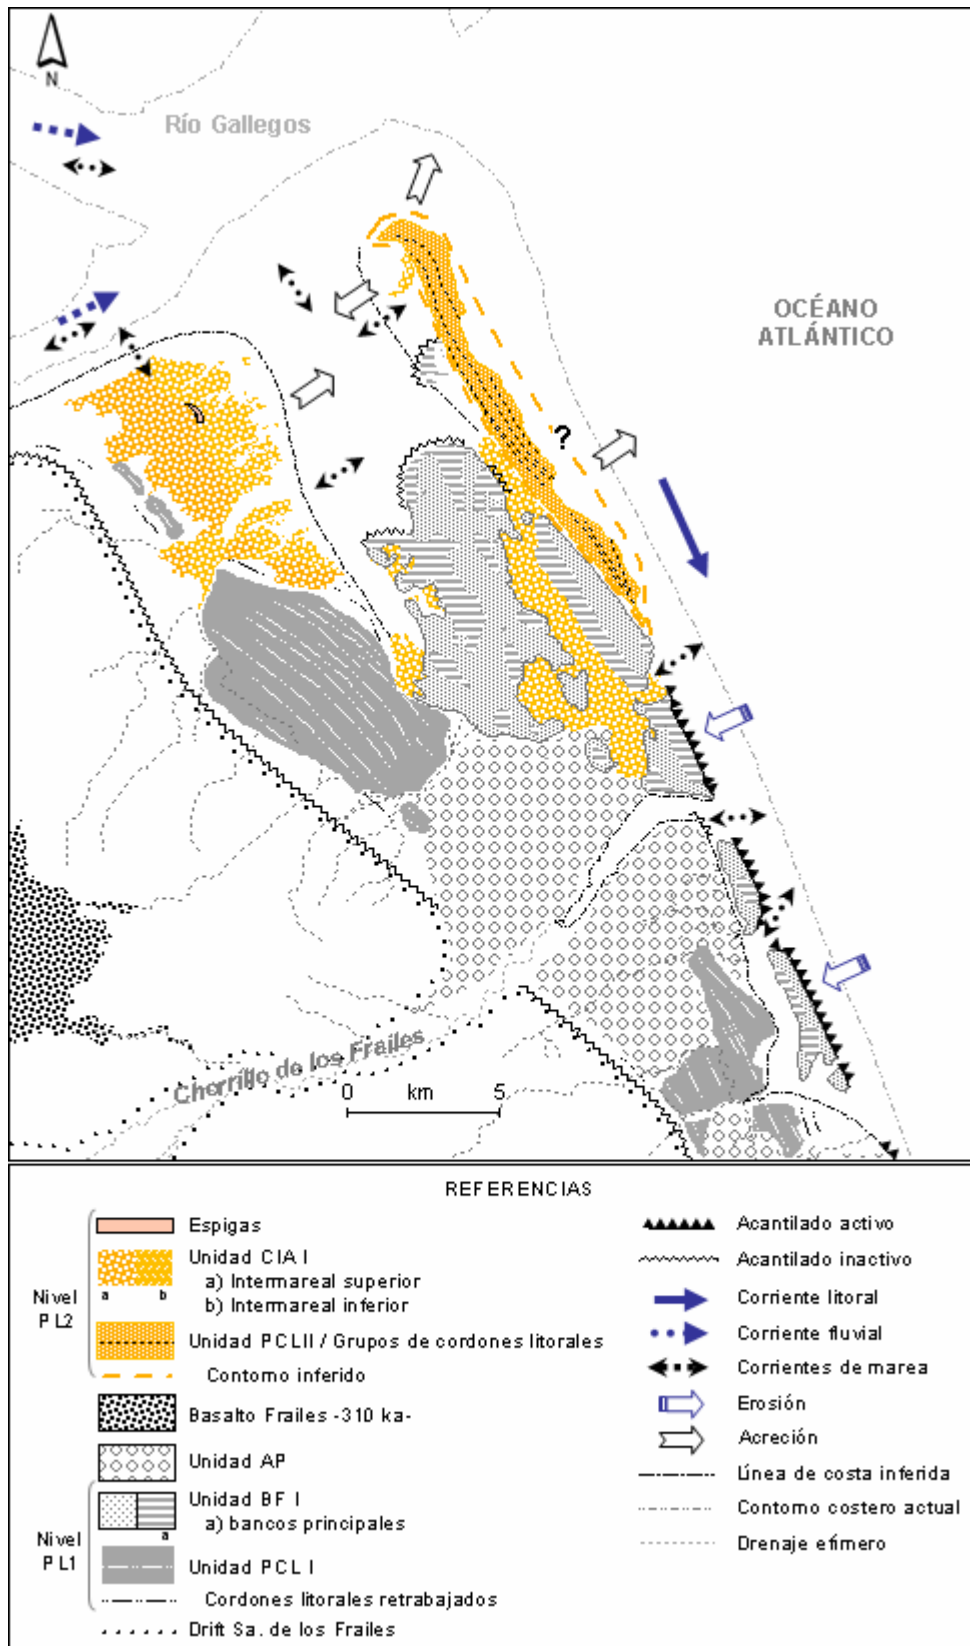 N
Río Gallegos
OCÉANO
ATLÁNTICO
?
Chorrillo de los Frailes
0 km 5
REFERENCIAS
Nivel
PL2
Espigas
Unidad CIA I
a) Intermareal superior
b) Intermareal inferior
a b
Unidad PCLII / Grupos de cordones litorales
Contorno inferido
Basalto Frailes -310 ka-
Unidad AP
Nivel
PL1
Unidad BF I
a) bancos principales
a
Unidad PCL I
Cordones litorales retrabajados
Drift Sa. de los Frailes
Acantilado activo
Acantilado inactivo
Corriente litoral
Corriente fluvial
Corrientes de marea
Erosión
Acreción
Línea de costa inferida
Contorno costero actual
Drenaje efímero